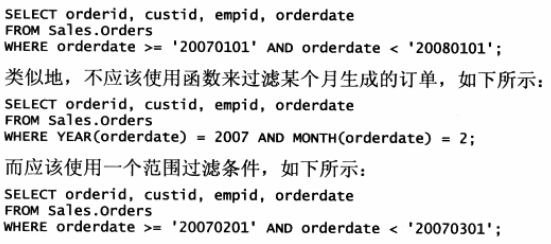 SELECT orderid, custid, empid, orderdate
FROM Sales.Orders
WHERE orderdate >= '20070101' AND orderdate < '20080101';
类似地，不应该使用函数来过滤某个月生成的订单，如下所示：
SELECT orderid, custid, empid, orderdate
FROM Sales.Orders
WHERE YEAR(orderdate) = 2007 AND MONTH(orderdate) = 2;
而应该使用一个范围过滤条件，如下所示：
SELECT orderid, custid, empid, orderdate
FROM Sales.Orders
WHERE orderdate >= '20070201' AND orderdate < '20070301';